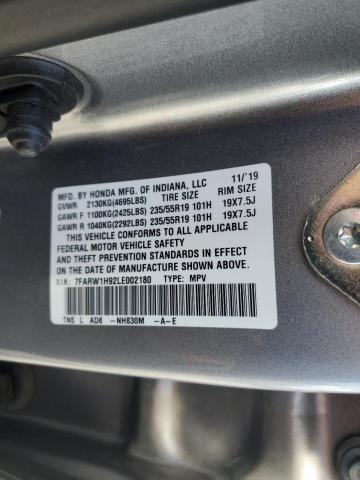 MFD. BY HONDA MFG. OF INDIANA, LLC 11/'19
GVWR 2130KG(4695LBS) TIRE SIZE RIM SIZE
GAWR F 1100KG(2425LBS) 235/55R19 101H 19X7.5J
GAWR R 1040KG(2292LBS) 235/55R19 101H 19X7.5J
THIS VEHICLE CONFORMS TO ALL APPLICABLE
FEDERAL MOTOR VEHICLE SAFETY
AND THEFT PREVENTION STANDARDS IN EFFECT
ON THE DATE OF MANUFACTURE SHOWN ABOVE.
V.I.N.: 7FARW1H92LE002180 TYPE: MPV
TNS L AD8 -NH830M -A-E